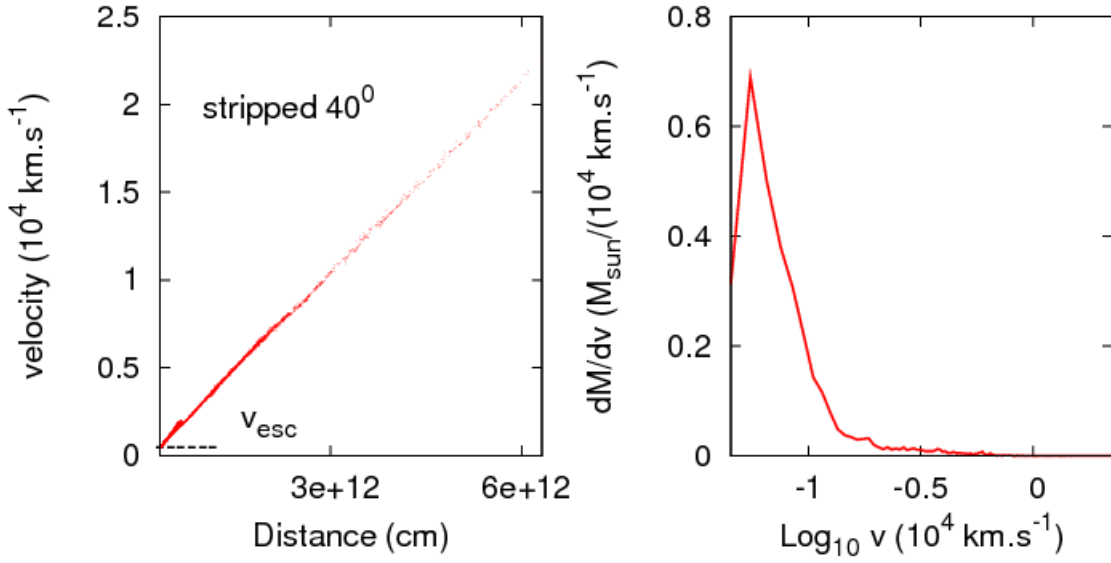 2.5
2
1.5
1
0.5
0
velocity (10⁴ km.s⁻¹)
stripped 40⁰
v_esc
3e+12
6e+12
Distance (cm)
0.8
0.6
0.4
0.2
0
dM/dv (M_sun/(10⁴ km.s⁻¹)
-1
-0.5
0
Log₁₀ v (10⁴ km.s⁻¹)